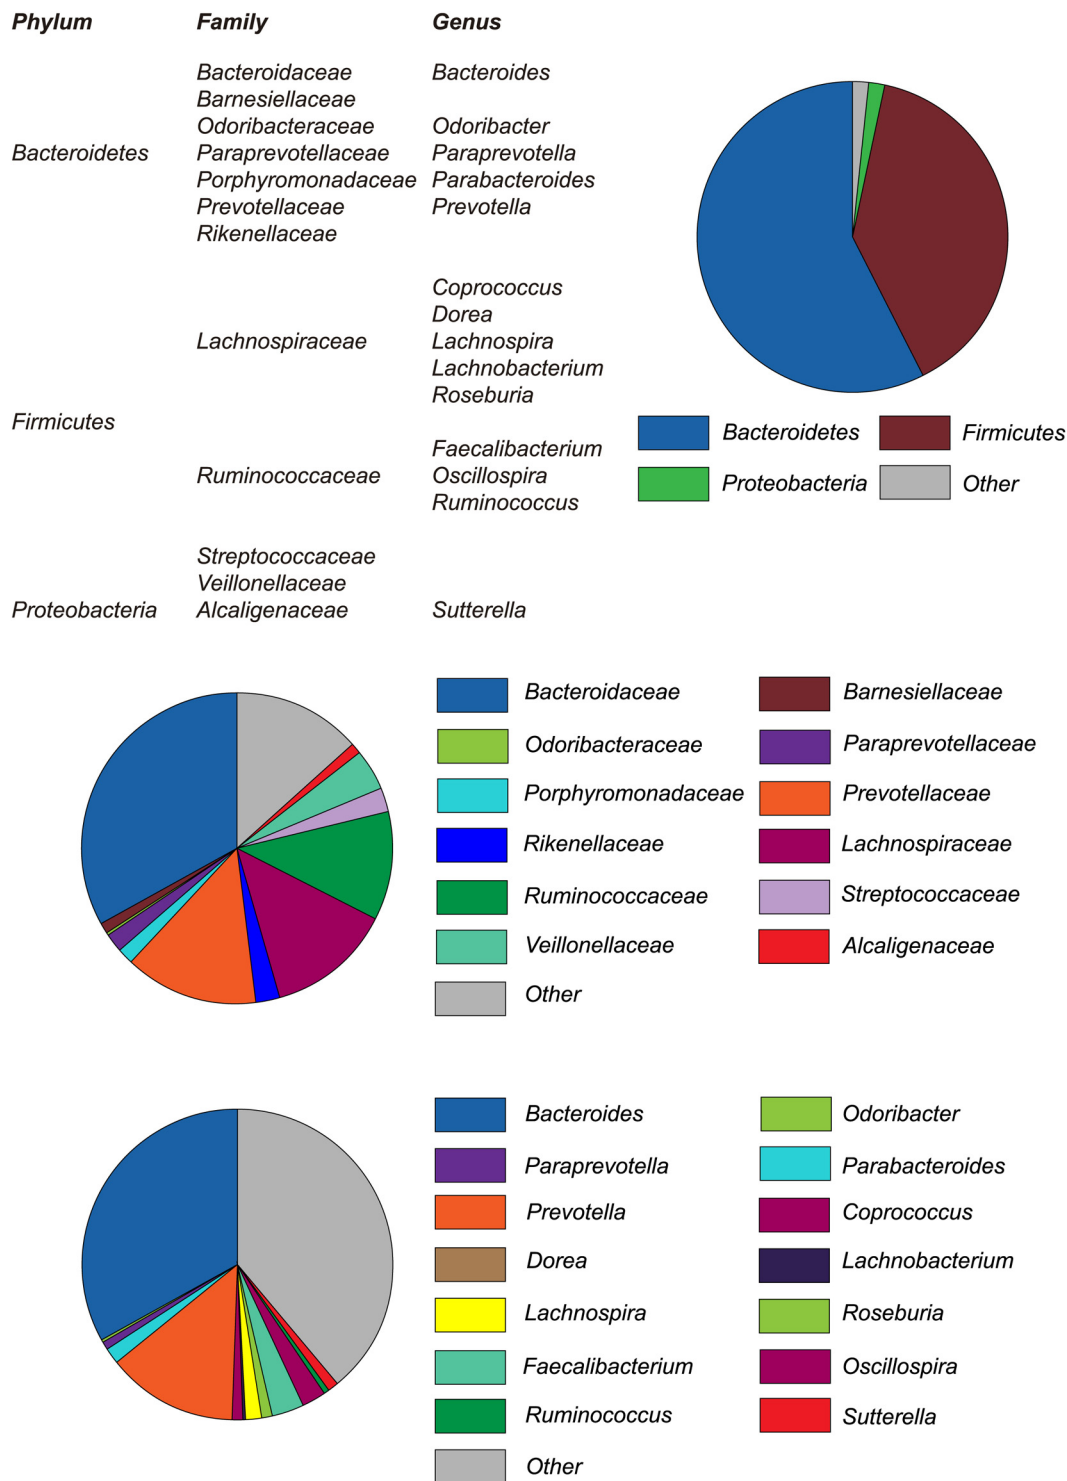 Phylum Family Genus
Bacteroidaceae Bacteroides
Barnesiellaceae
Odoribacteraceae Odoribacter
Bacteroidetes Paraprevotellaceae Paraprevotella
Porphyromonadaceae Parabacteroides
Prevotellaceae Prevotella
Rikenellaceae
Coprococcus
Dorea
Lachnospiraceae Lachnospira
Lachnobacterium
Roseburia
Firmicutes
Faecalibacterium
Ruminococcaceae Oscillospira
Ruminococcus
Streptococcaceae
Veillonellaceae
Proteobacteria Alcaligenaceae Sutterella
Bacteroidetes Firmicutes
Proteobacteria Other
Bacteroidaceae Barnesiellaceae
Odoribacteraceae Paraprevotellaceae
Porphyromonadaceae Prevotellaceae
Rikenellaceae Lachnospiraceae
Ruminococcaceae Streptococcaceae
Veillonellaceae Alcaligenaceae
Other
Bacteroides Odoribacter
Paraprevotella Parabacteroides
Prevotella Coprococcus
Dorea Lachnobacterium
Lachnospira Roseburia
Faecalibacterium Oscillospira
Ruminococcus Sutterella
Other